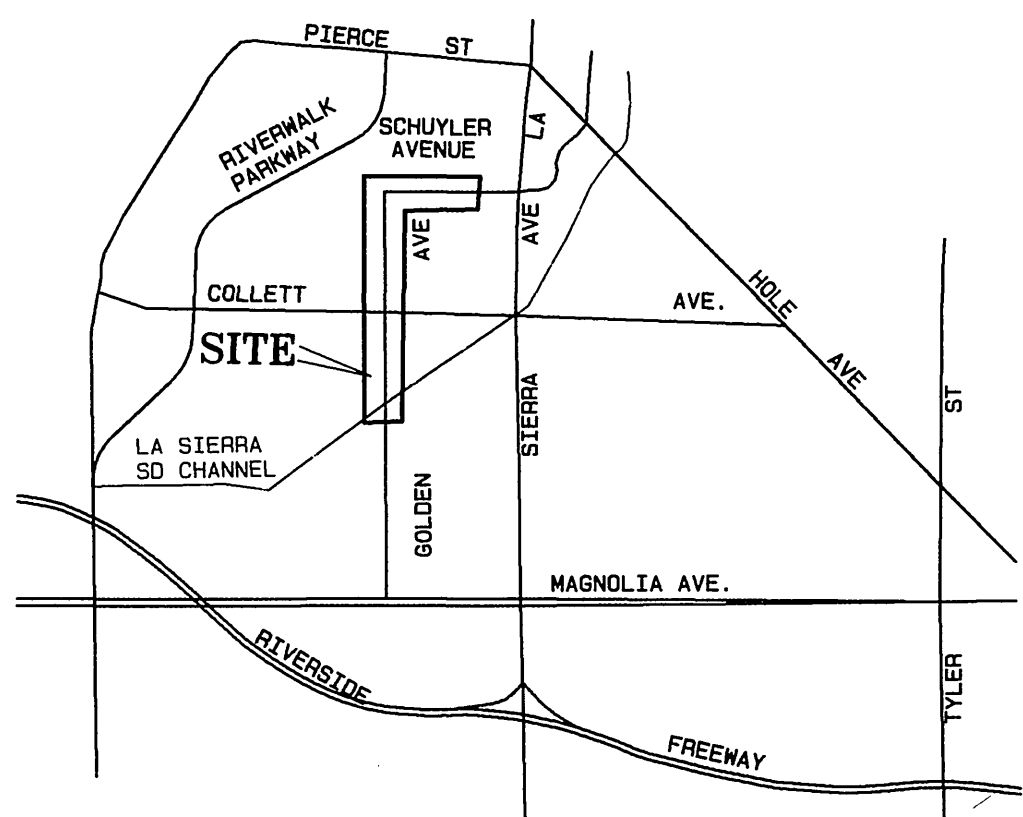 PIERCE ST
RIVERWALK
PARKWAY
SCHUYLER
AVENUE
LA
AVE
AVE
COLLETT
AVE.
HOLE
AVE
SITE
SIERRA
ST
LA SIERRA
SD CHANNEL
GOLDEN
MAGNOLIA AVE.
RIVERSIDE
TYLER
FREEWAY